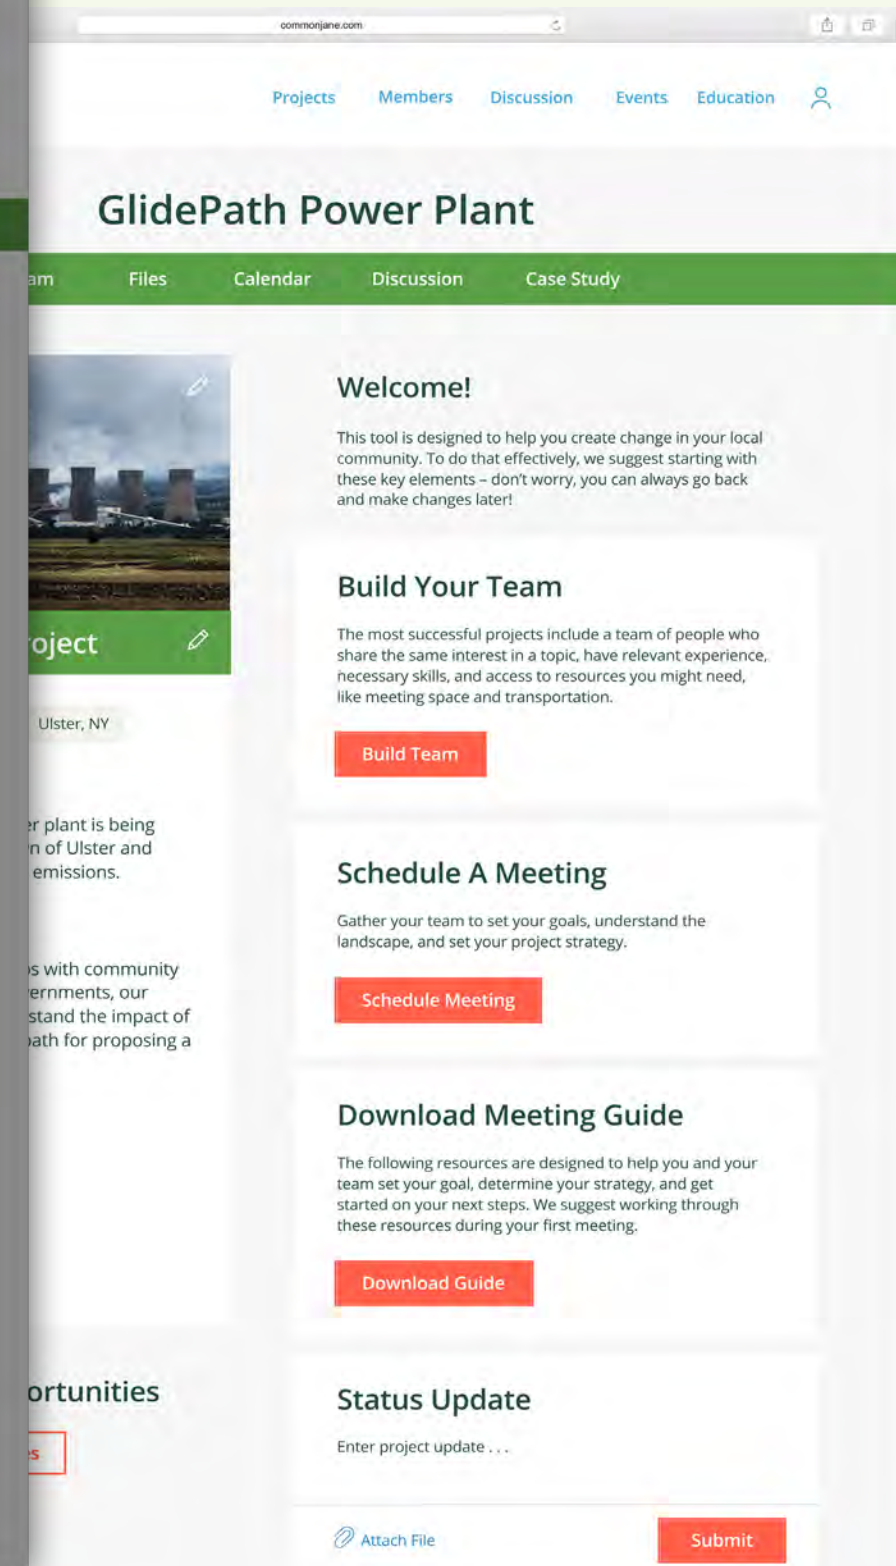 commonjane.com
Projects Members Discussion Events Education
GlidePath Power Plant
am Files Calendar Discussion Case Study
oject
Ulster, NY
er plant is being
n of Ulster and
emissions.
s with community
ernments, our
stand the impact of
ath for proposing a
ortunities
es
Welcome!
This tool is designed to help you create change in your local
community. To do that effectively, we suggest starting with
these key elements – don't worry, you can always go back
and make changes later!
Build Your Team
The most successful projects include a team of people who
share the same interest in a topic, have relevant experience,
necessary skills, and access to resources you might need,
like meeting space and transportation.
Build Team
Schedule A Meeting
Gather your team to set your goals, understand the
landscape, and set your project strategy.
Schedule Meeting
Download Meeting Guide
The following resources are designed to help you and your
team set your goal, determine your strategy, and get
started on your next steps. We suggest working through
these resources during your first meeting.
Download Guide
Status Update
Enter project update . . .
Attach File
Submit